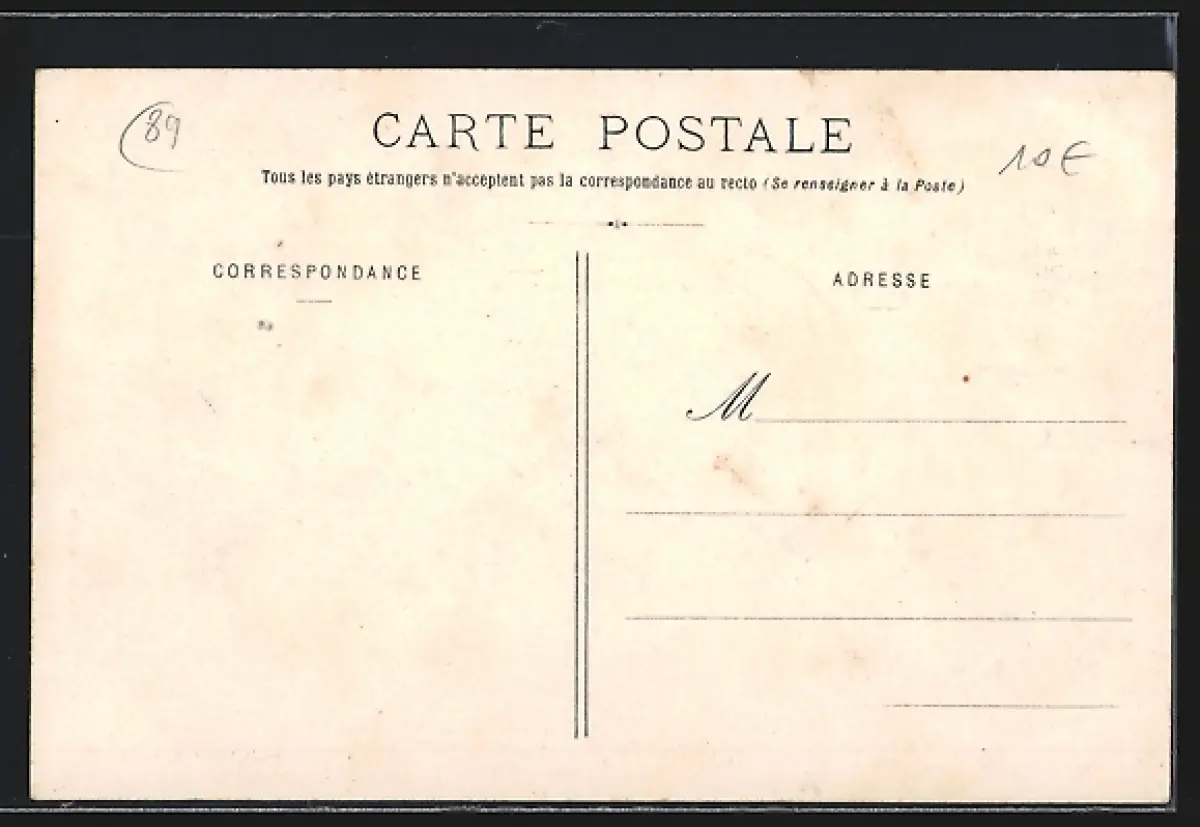 (89
CARTE POSTALE
10€
Tous les pays étrangers n'acceptent pas la correspondance au recto (Se renseigner à la Poste)
CORRESPONDANCE
ADRESSE
M